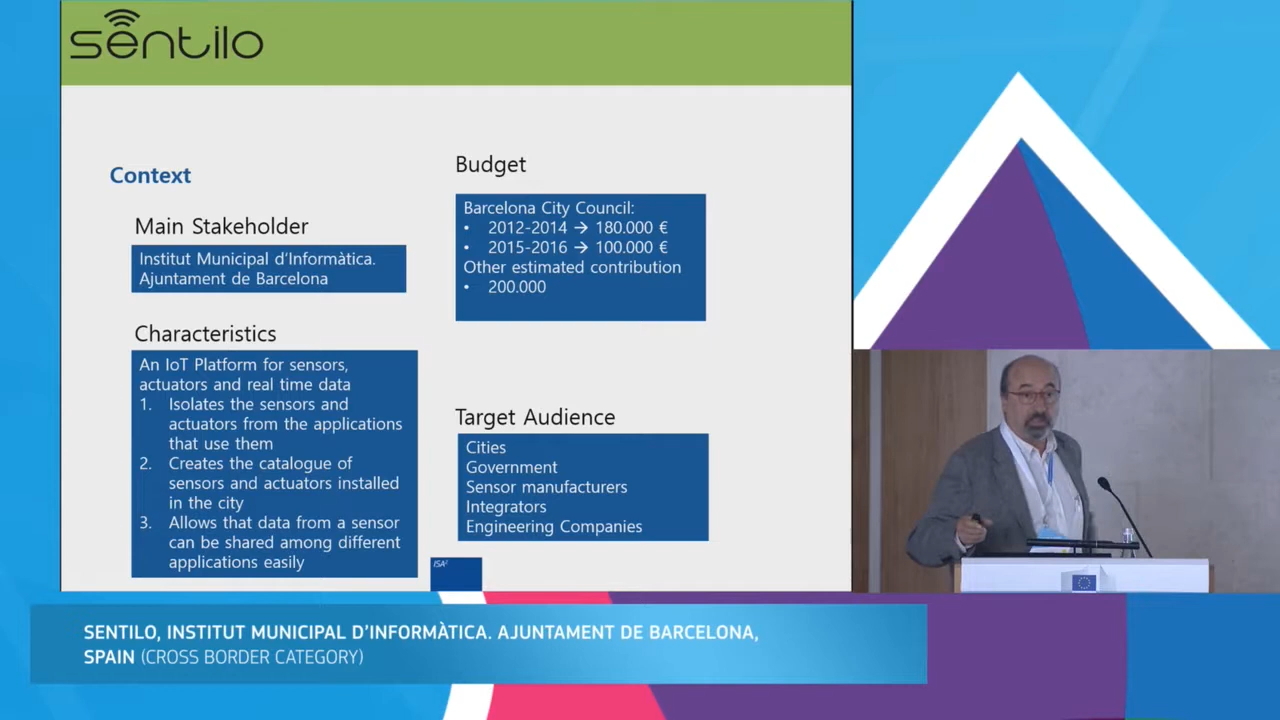 sentilo
Context
Main Stakeholder
Institut Municipal d'Informàtica.
Ajuntament de Barcelona
Characteristics
An IoT Platform for sensors,
actuators and real time data
1. Isolates the sensors and
actuators from the applications
that use them
2. Creates the catalogue of
sensors and actuators installed
in the city
3. Allows that data from a sensor
can be shared among different
applications easily
Budget
Barcelona City Council:
• 2012-2014 → 180.000 €
• 2015-2016 → 100.000 €
Other estimated contribution
• 200.000
Target Audience
Cities
Government
Sensor manufacturers
Integrators
Engineering Companies
ISA²
SENTILO, INSTITUT MUNICIPAL D'INFORMÀTICA. AJUNTAMENT DE BARCELONA,
SPAIN (CROSS BORDER CATEGORY)